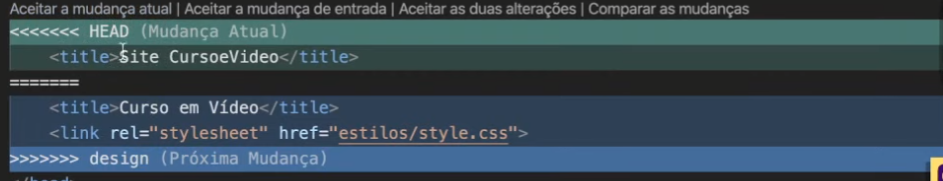 Aceitar a mudança atual | Aceitar a mudança de entrada | Aceitar as duas alterações | Comparar as mudanças
<<<<<<< HEAD (Mudança Atual)
<title>Site CursoeVideo</title>
=======
<title>Curso em Vídeo</title>
<link rel="stylesheet" href="estilos/style.css">
>>>>>>> design (Próxima Mudança)